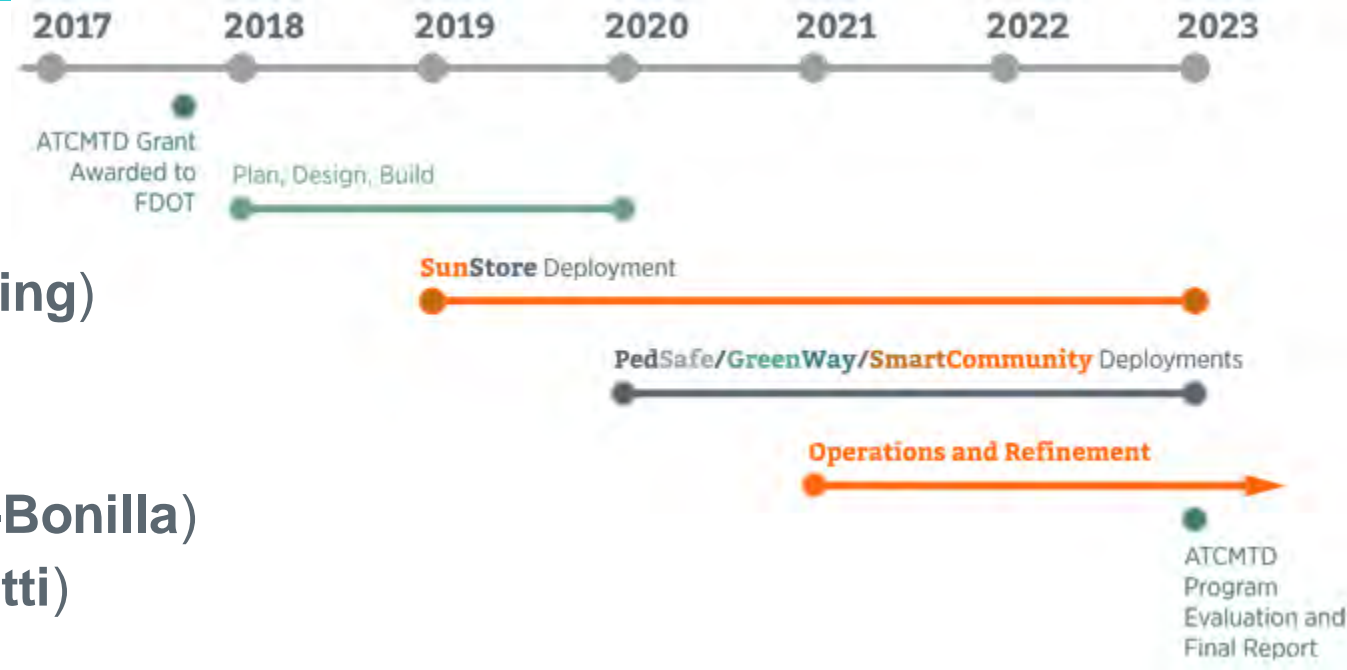 2017 2018 2019 2020 2021 2022 2023
ATCMTD Grant
Awarded to
FDOT
Plan, Design, Build
SunStore Deployment
ing)
PedSafe/GreenWay/SmartCommunity Deployments
Operations and Refinement
-Bonilla)
tti)
ATCMTD
Program
Evaluation and
Final Report